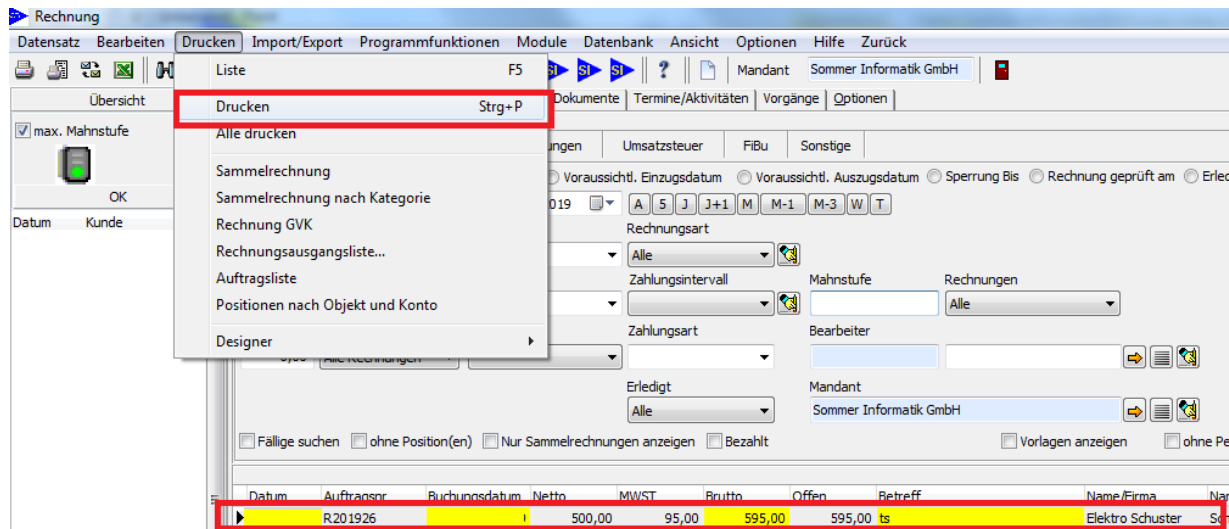 Rechnung
Datensatz Bearbeiten Drucken Import/Export Programmfunktionen Module Datenbank Ansicht Optionen Hilfe Zurück
SI SI SI ? Mandant Sommer Informatik GmbH
Liste F5
Übersicht
Drucken Strg+P
Dokumente Termine/Aktivitäten Vorgänge Optionen
max. Mahnstufe
Alle drucken
Umsatzsteuer FiBu Sonstige
Sammelrechnung
Voraussichtl. Einzugsdatum Voraussichtl. Auszugsdatum Sperrung Bis Rechnung geprüft am
OK
Sammelrechnung nach Kategorie
A 5 J J+1 M M-1 M-3 W T
Datum Kunde
Rechnung GVK
Rechnungsart
Rechnungsausgangsliste...
Alle
Auftragsliste
Zahlungsintervall Mahnstufe Rechnungen
Positionen nach Objekt und Konto
Alle
Zahlungsart Bearbeiter
Designer
Alle Rechnungen
Erledigt Mandant
Alle Sommer Informatik GmbH
Fällige suchen ohne Position(en) Nur Sammelrechnungen anzeigen Bezahlt Vorlagen anzeigen ohne
Datum Auftragsnr Buchungsdatum Netto MWST Brutto Offen Betreff Name/Firma
R201926 500,00 95,00 595,00 595,00 ts Elektro Schuster